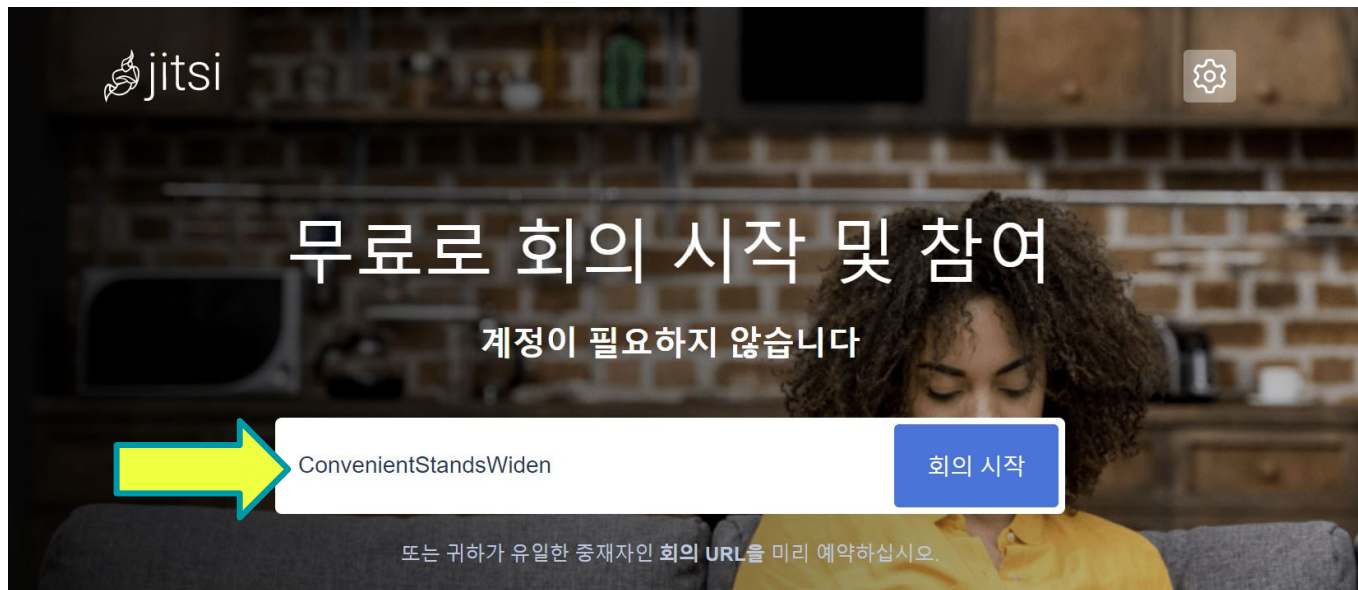 jitsi
무료로 회의 시작 및 참여
계정이 필요하지 않습니다
ConvenientStandsWiden
회의 시작
또는 귀하가 유일한 중재자인 회의 URL을 미리 예약하십시오.